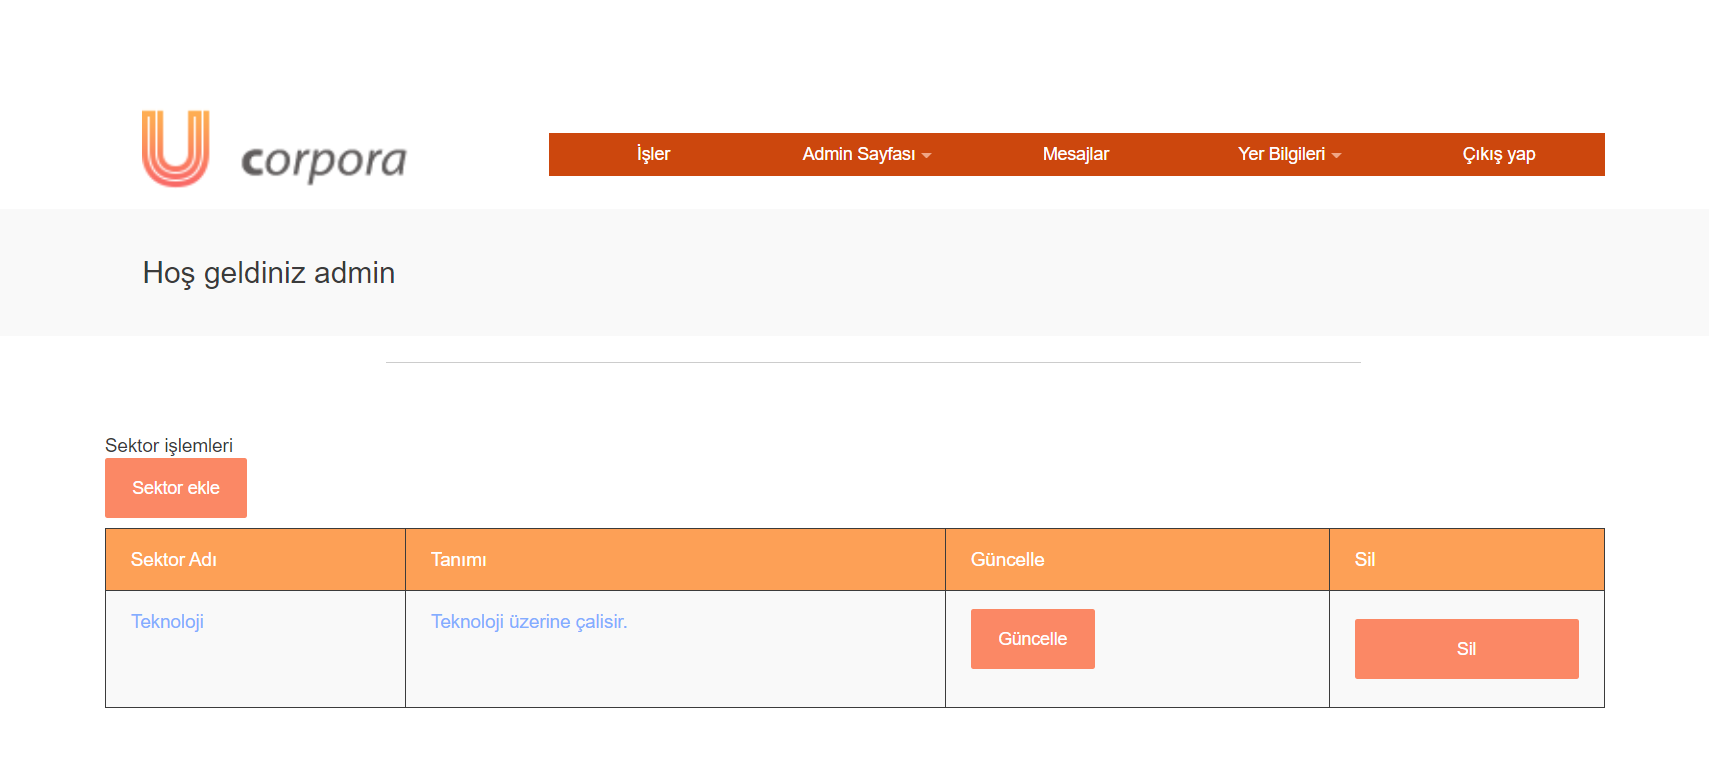 U corpora
İşler Admin Sayfası Mesajlar Yer Bilgileri Çıkış yap
Hoş geldiniz admin
Sektor işlemleri
Sektor ekle
Sektor Adı Tanımı Güncelle Sil
Teknoloji Teknoloji üzerine çalisir. Güncelle Sil